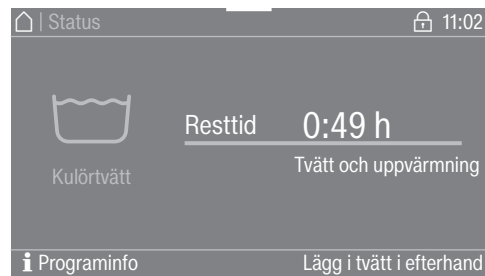 | Status 11:02
Resttid 0:49 h
Tvätt och uppvärmning
Kulörtvätt
i Programinfo Lägg i tvätt i efterhand